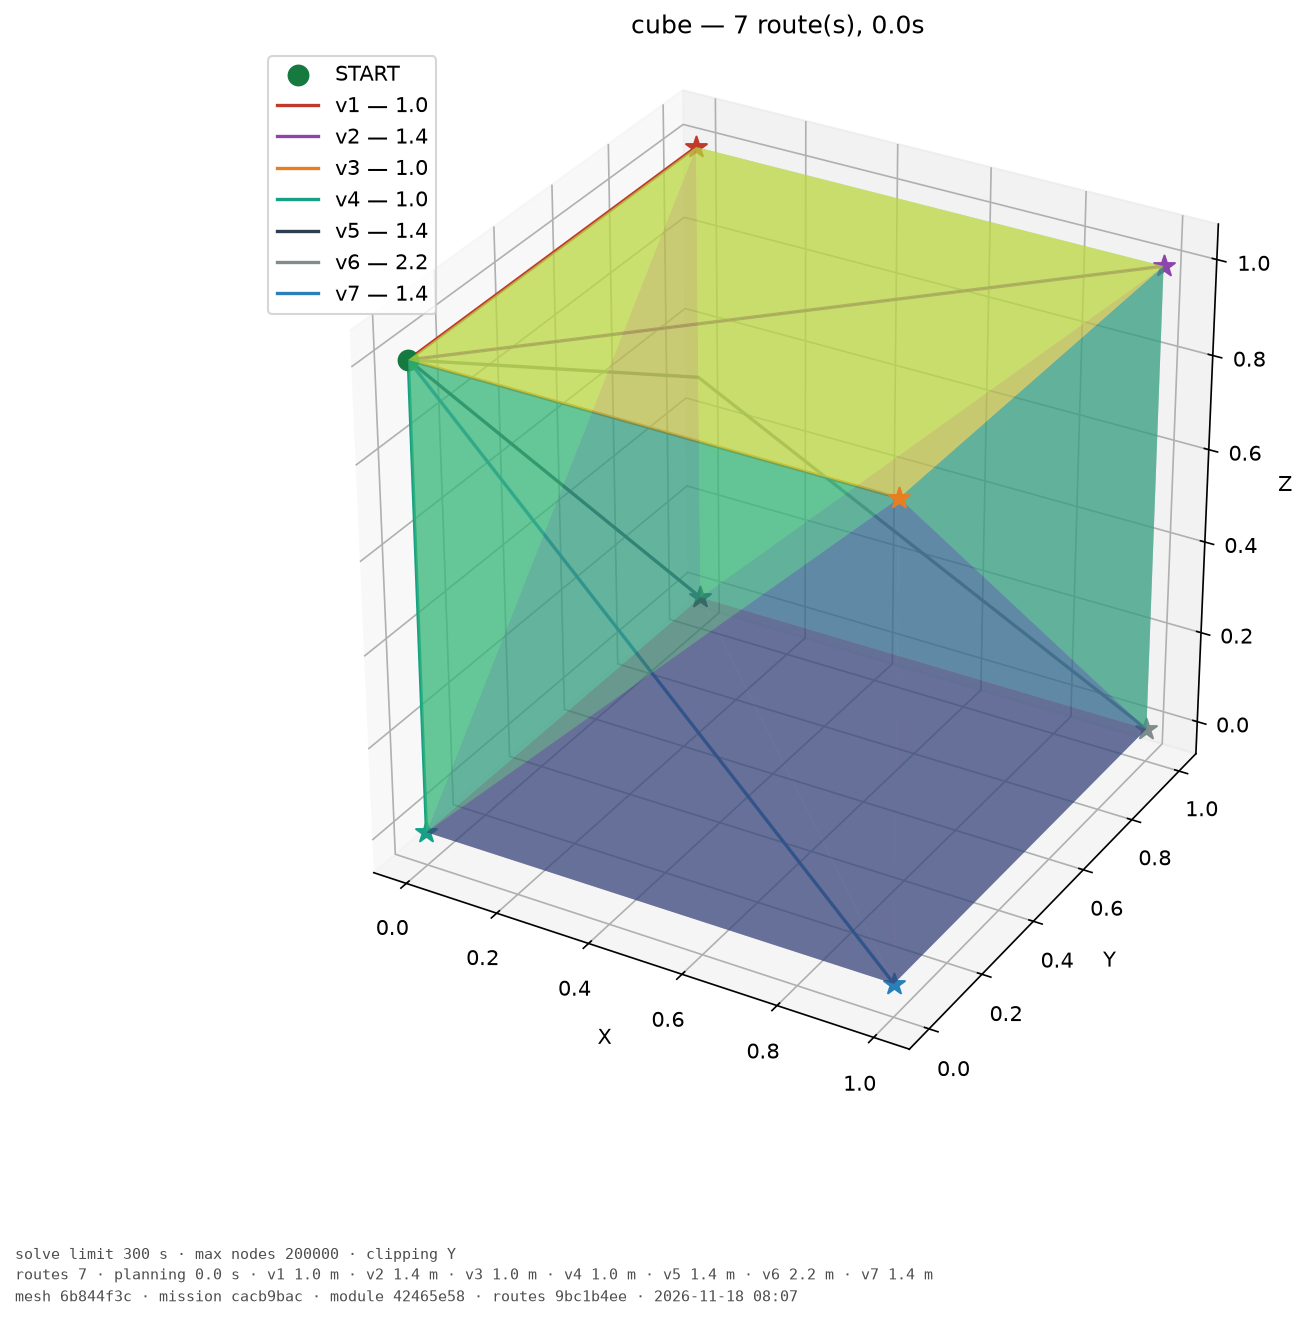 cube — 7 route(s), 0.0s
START
v1 — 1.0
v2 — 1.4
v3 — 1.0
v4 — 1.0
v5 — 1.4
v6 — 2.2
v7 — 1.4
1.0
0.8
0.6
Z
0.4
0.2
0.0
1.0
0.8
0.6
0.4
Y
0.2
0.0
0.0
0.2
0.4
X
0.6
0.8
1.0
solve limit 300 s · max nodes 200000 · clipping Y
routes 7 · planning 0.0 s · v1 1.0 m · v2 1.4 m · v3 1.0 m · v4 1.0 m · v5 1.4 m · v6 2.2 m · v7 1.4 m
mesh 6b844f3c · mission cacb9bac · module 42465e58 · routes 9bc1b4ee · 2026-11-18 08:07